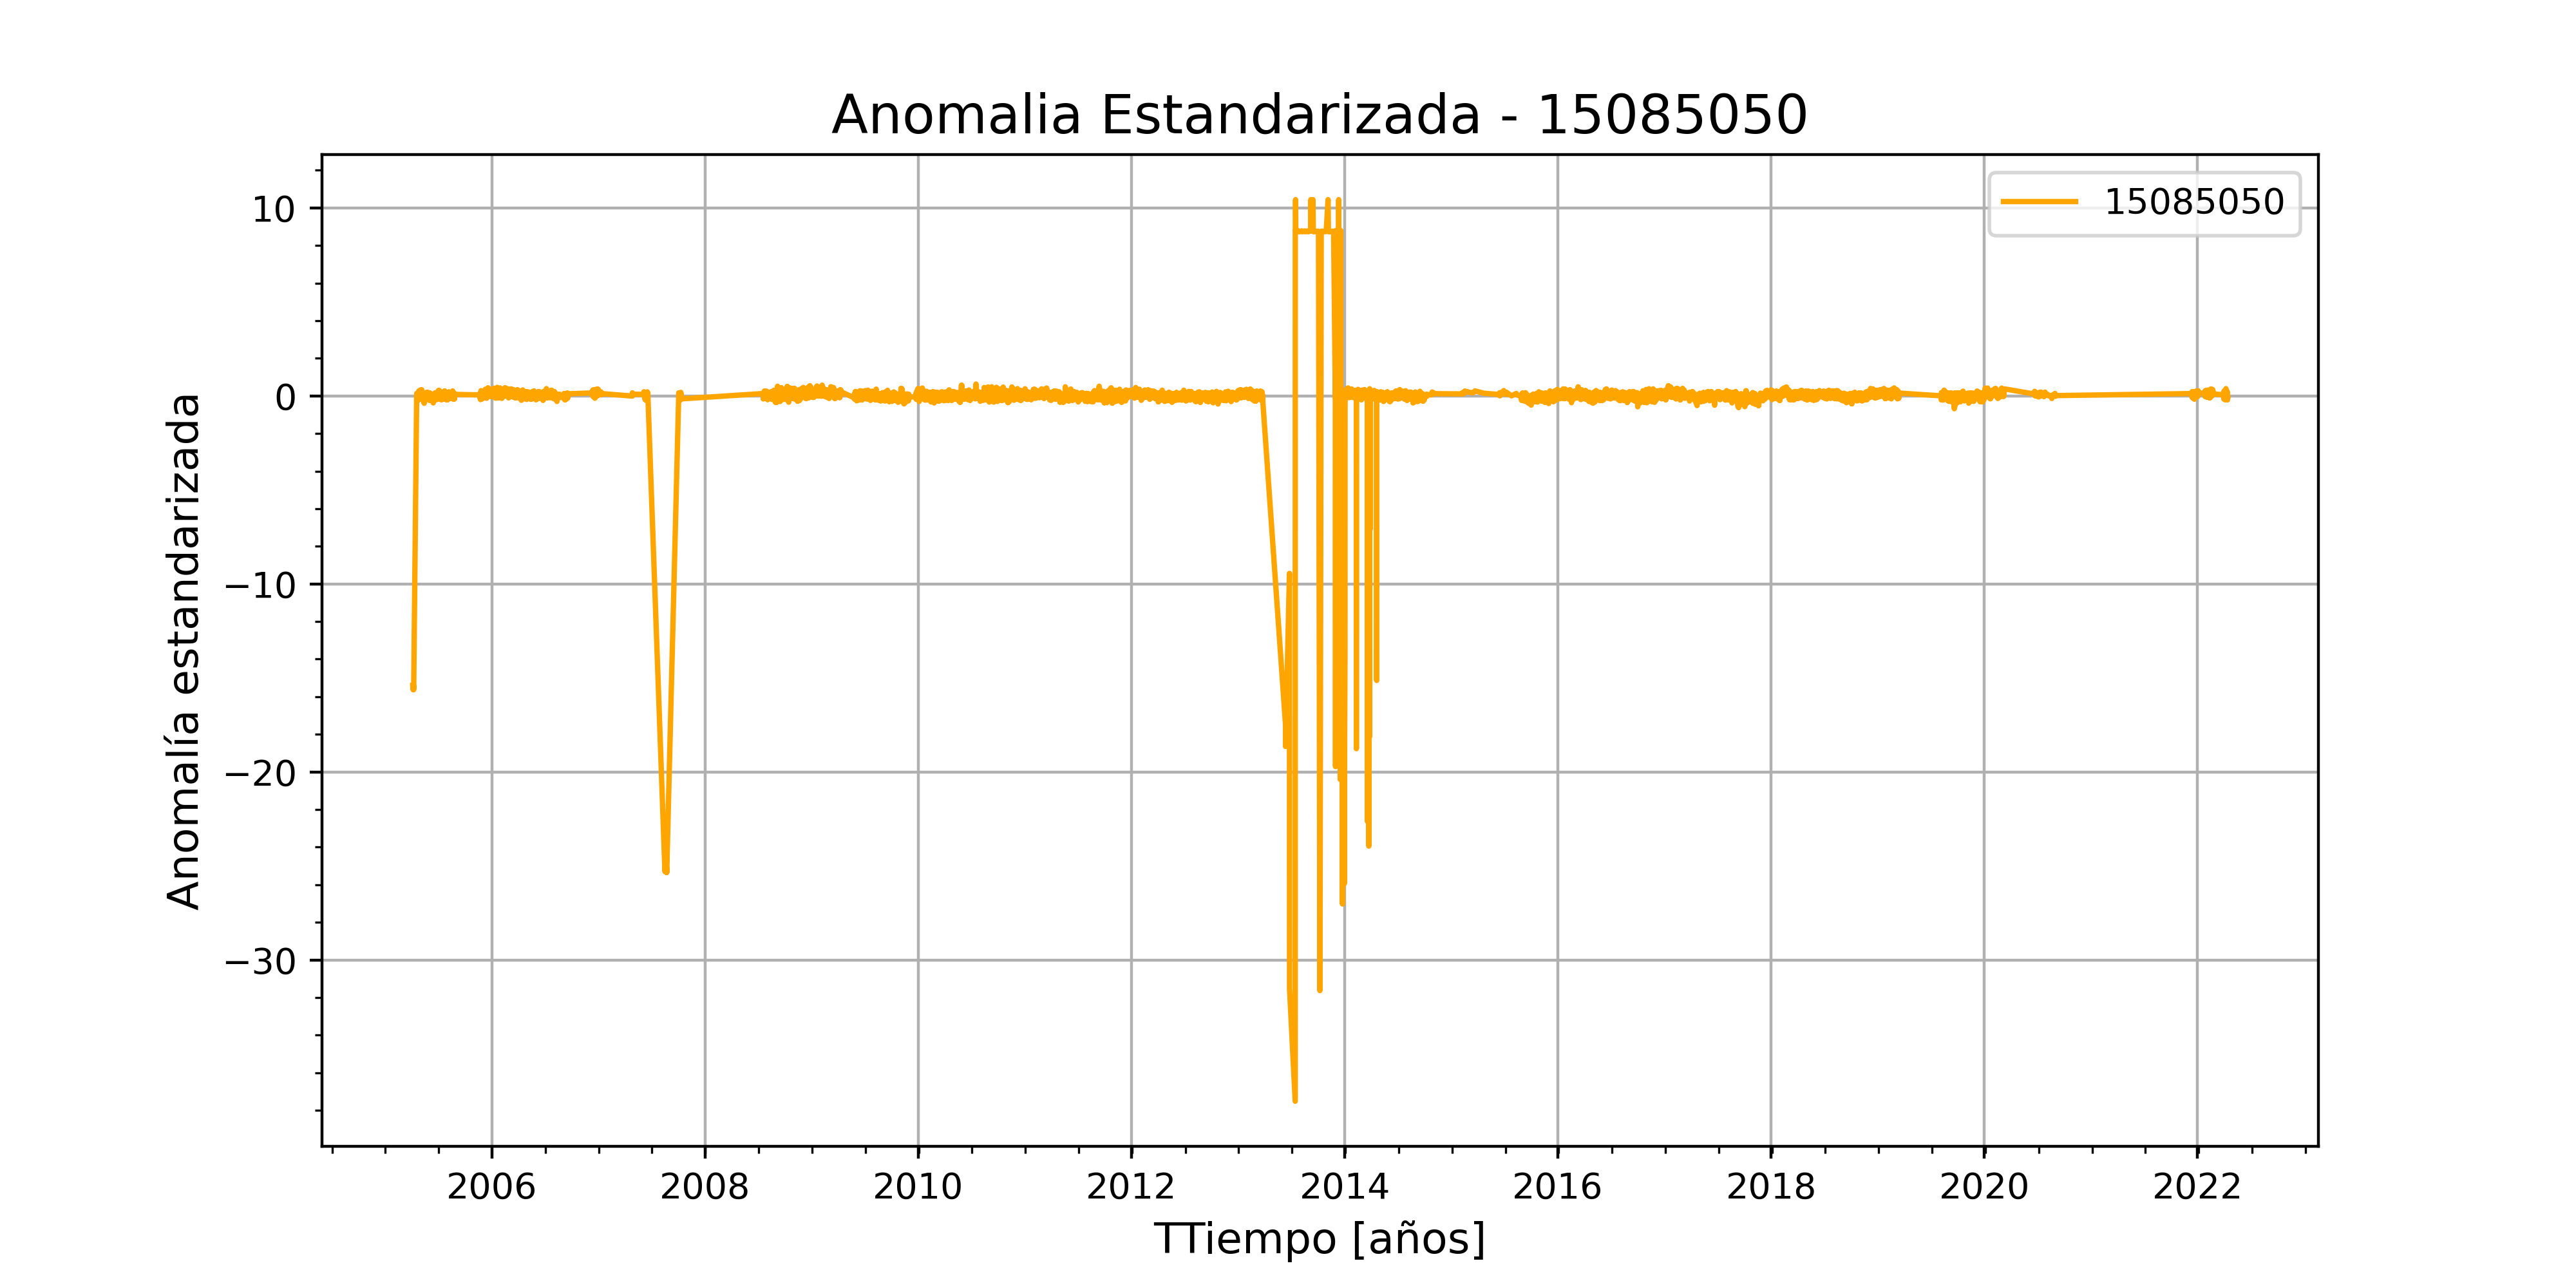 Anomalia Estandarizada - 15085050
15085050
Anomalía estandarizada
10
0
−10
−20
−30
2006 2008 2010 2012 2014 2016 2018 2020 2022
TTiempo [años]